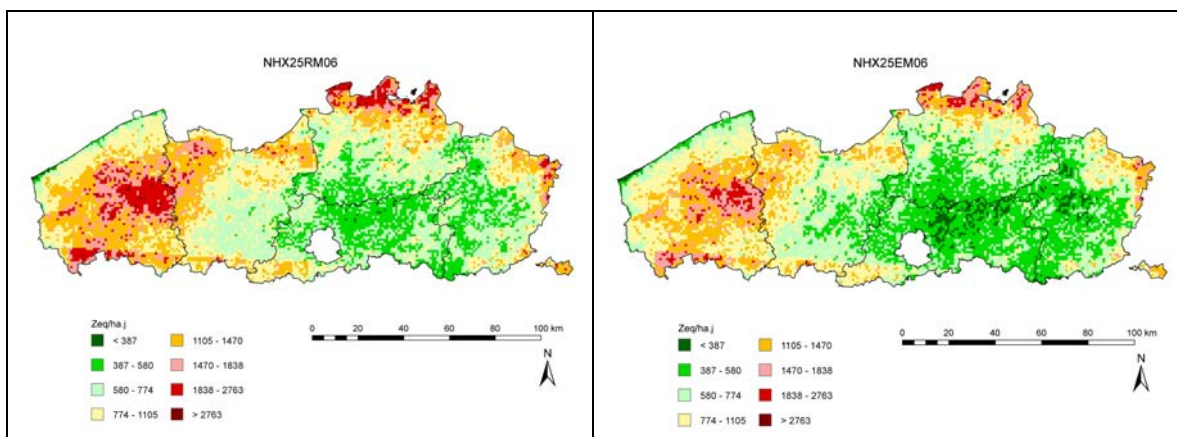 NHX25RM06
Zeq/ha.j
< 387
387 - 580
580 - 774
774 - 1105
1105 - 1470
1470 - 1838
1838 - 2763
> 2763
0 20 40 60 80 100 km
N
NHX25EM06
Zeq/ha.j
< 387
387 - 580
580 - 774
774 - 1105
1105 - 1470
1470 - 1838
1838 - 2763
> 2763
0 20 40 60 80 100 km
N